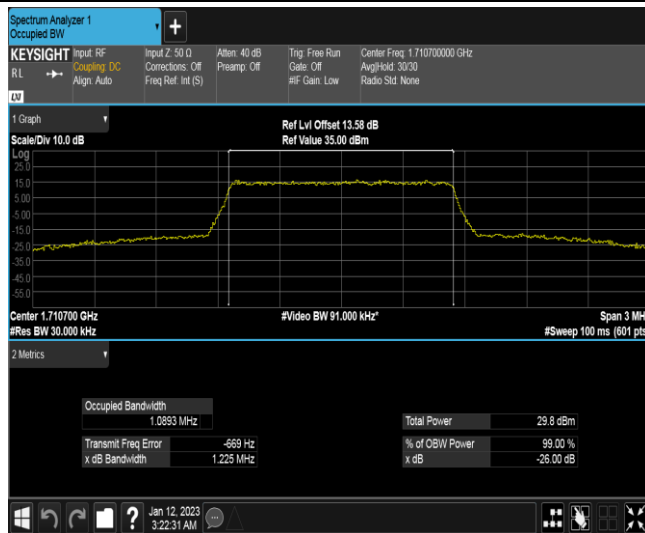 Spectrum Analyzer 1
Occupied BW
+
KEYSIGHT
RL
Input: RF
Coupling: DC
Align: Auto
Input Z: 50 Ω
Corrections: Off
Freq Ref: Int (S)
Atten: 40 dB
Preamp: Off
Trig: Free Run
Gate: Off
#IF Gain: Low
Center Freq: 1.710700000 GHz
Avg|Hold: 30/30
Radio Std: None
1 Graph
Scale/Div 10.0 dB
Ref Lvl Offset 13.58 dB
Ref Value 35.00 dBm
Log
25.0
15.0
5.00
-5.00
-15.0
-25.0
-35.0
-45.0
-55.0
Center 1.710700 GHz
#Res BW 30.000 kHz
#Video BW 91.000 kHz*
Span 3 MH
#Sweep 100 ms (601 pts
2 Metrics
Occupied Bandwidth
1.0893 MHz
Transmit Freq Error -669 Hz
x dB Bandwidth 1.225 MHz
Total Power 29.8 dBm
% of OBW Power 99.00 %
x dB -26.00 dB
?
Jan 12, 2023
3:22:31 AM